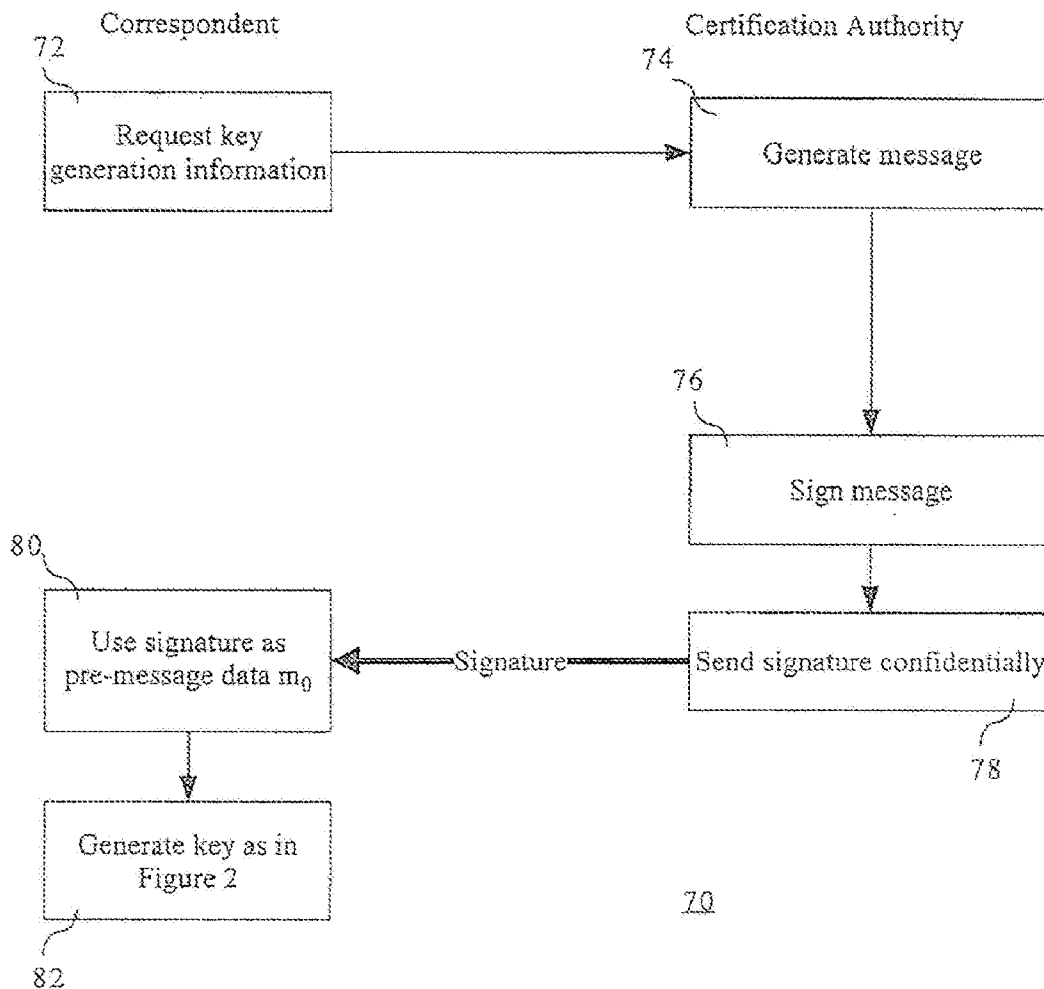 Correspondent
Certification Authority
72
74
Request key
generation information
Generate message
76
Sign message
80
Use signature as
pre-message data m₀
Signature
Send signature confidentially
78
Generate key as in
Figure 2
70
82